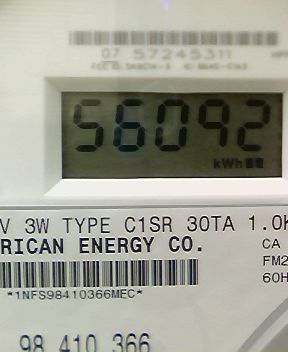 07 57245311
56092
kWh
V 3W TYPE C1SR 30TA 1.0K
RICAN ENERGY CO.
CA
FM2
60H
*1NFS98410366MEC*
98 410 366